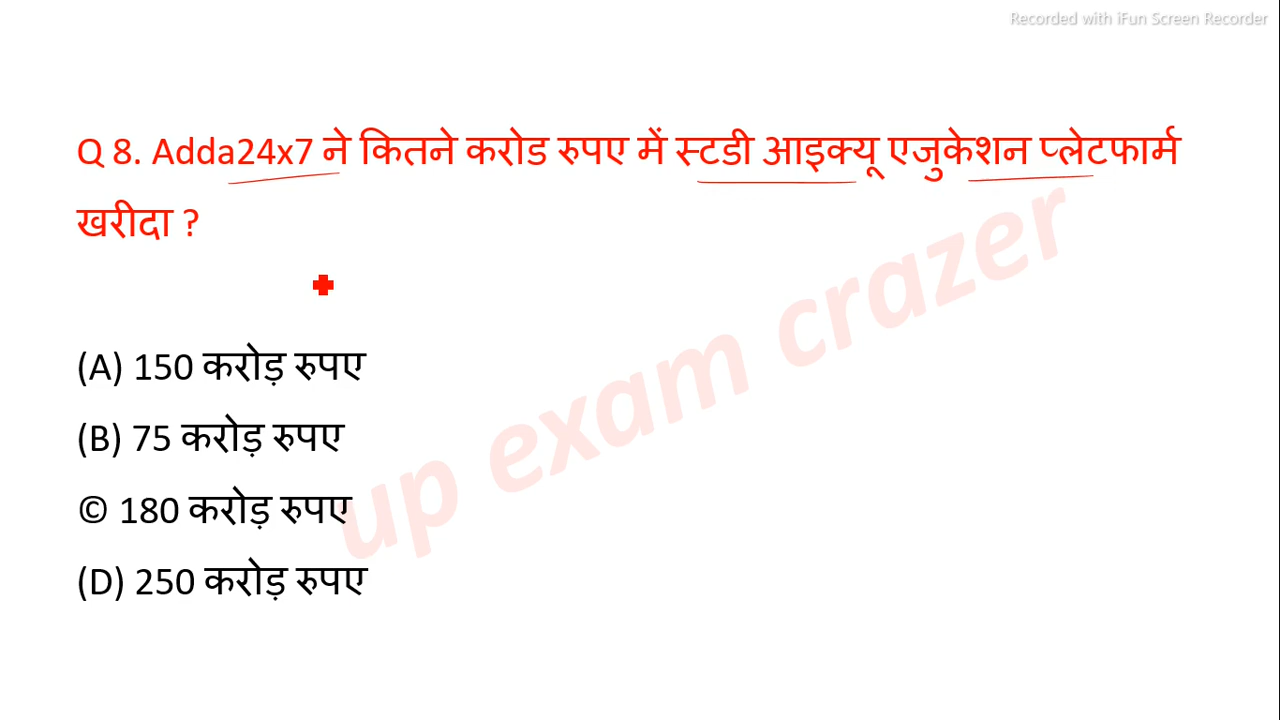 Recorded with iFun Screen Recorder
Q 8. Adda24x7 ने कितने करोड रुपए में स्टडी आइक्यू एजुकेशन प्लेटफार्म
खरीदा ?
(A) 150 करोड़ रुपए
(B) 75 करोड़ रुपए
© 180 करोड़ रुपए
(D) 250 करोड़ रुपए
up exam crazer